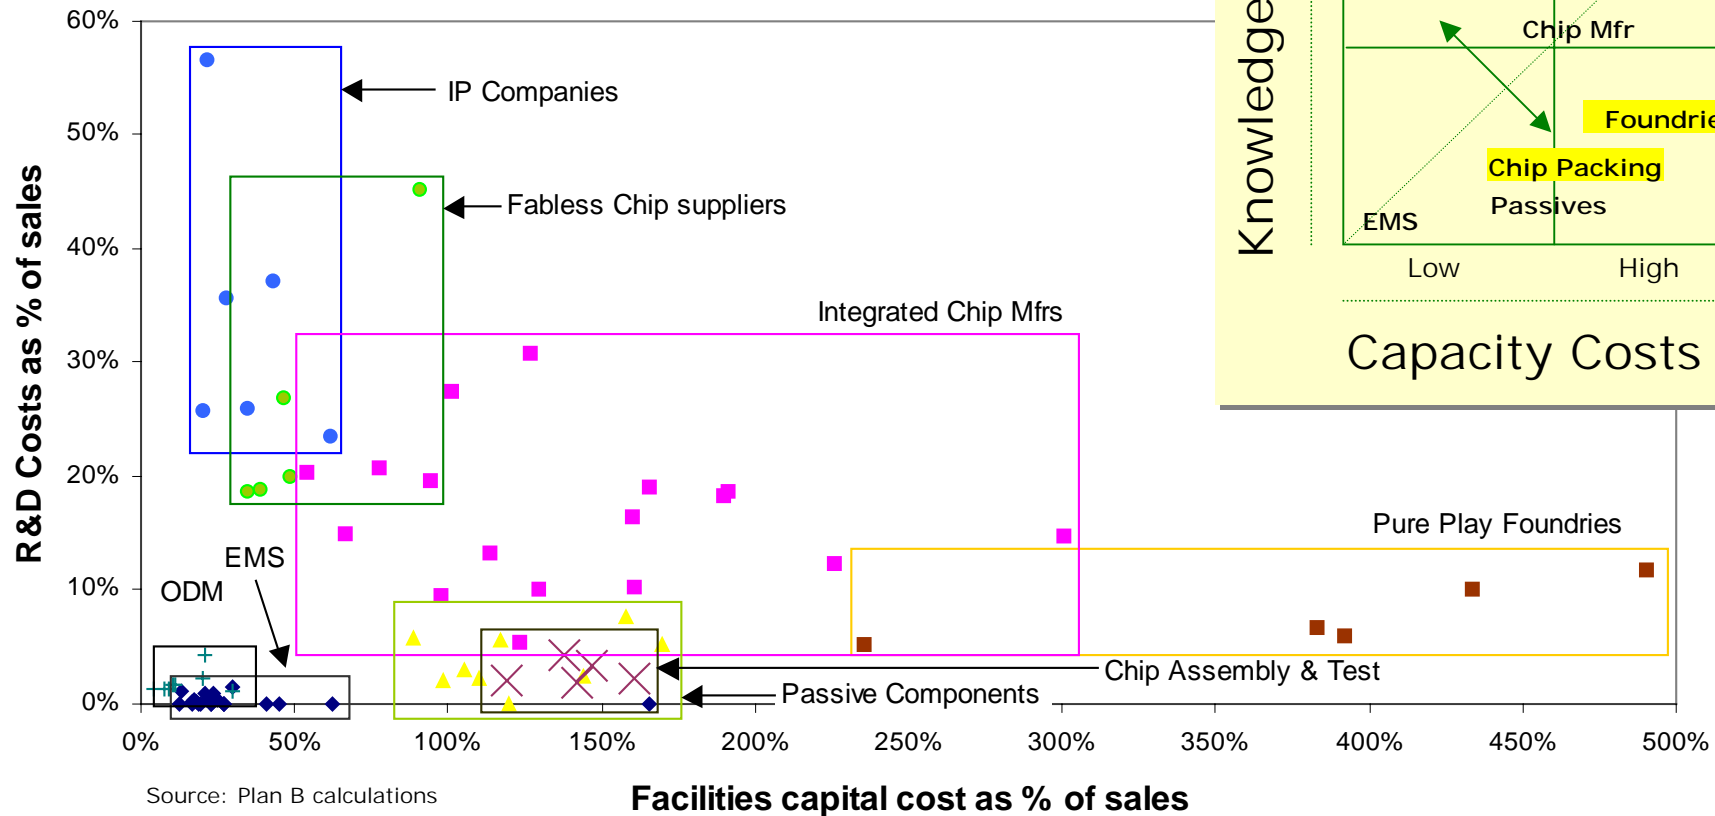 60%
50%
40%
30%
20%
10%
0%
R&D Costs as % of sales
IP Companies
Fabless Chip suppliers
Integrated Chip Mfrs
Pure Play Foundries
EMS
ODM
Chip Assembly & Test
Passive Components
0% 50% 100% 150% 200% 250% 300% 350% 400% 450% 500%
Source: Plan B calculations
Facilities capital cost as % of sales
Knowledge
Chip Mfr
Foundrie
Chip Packing
Passives
EMS
Low High
Capacity Costs